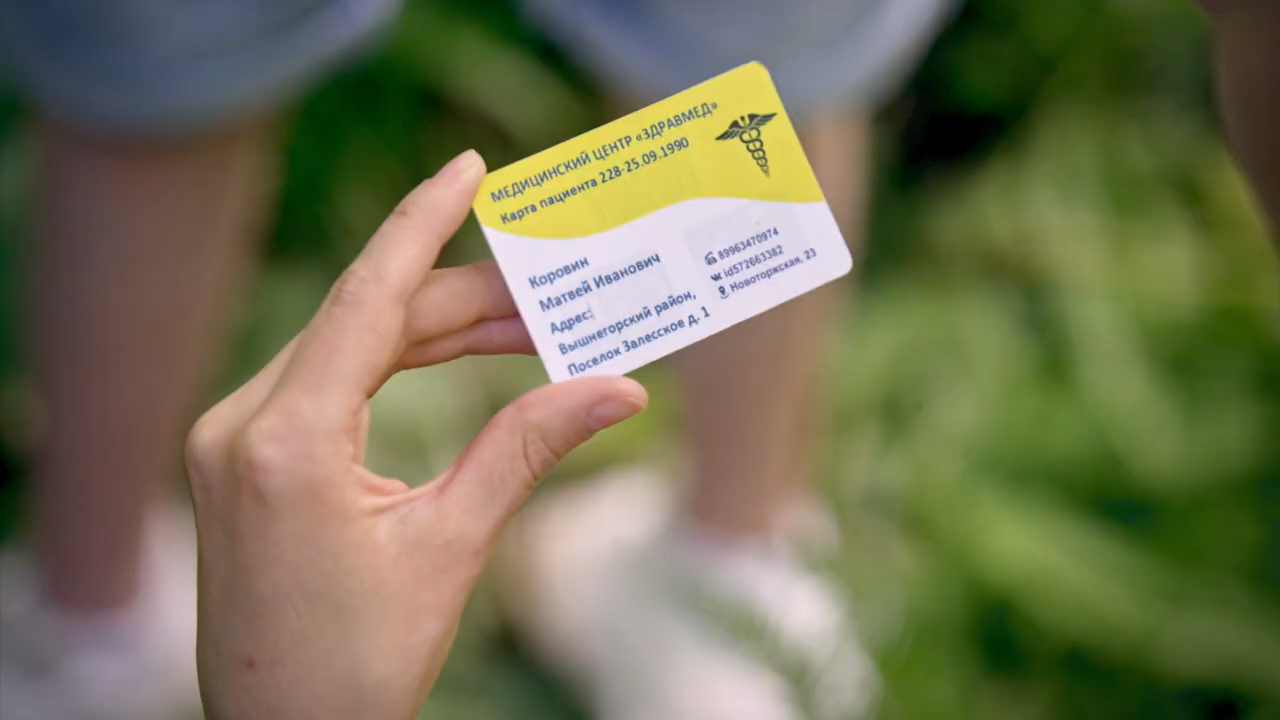 МЕДИЦИНСКИЙ ЦЕНТР «ЗДРАВМЕД»
Карта пациента 228-25.09.1990
Коровин
Матвей Иванович
Адрес:
Вышнегорский район,
Поселок Залесское д. 1
89963470974
id572663382
Новоторжская, 23